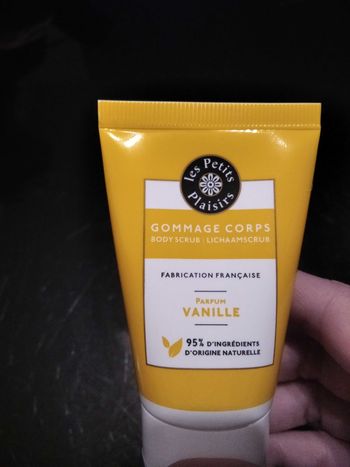 les Petits
Plaisirs
GOMMAGE CORPS
BODY SCRUB | LICHAAMSCRUB
FABRICATION FRANÇAISE
PARFUM
VANILLE
95% D'INGRÉDIENTS
D'ORIGINE NATURELLE